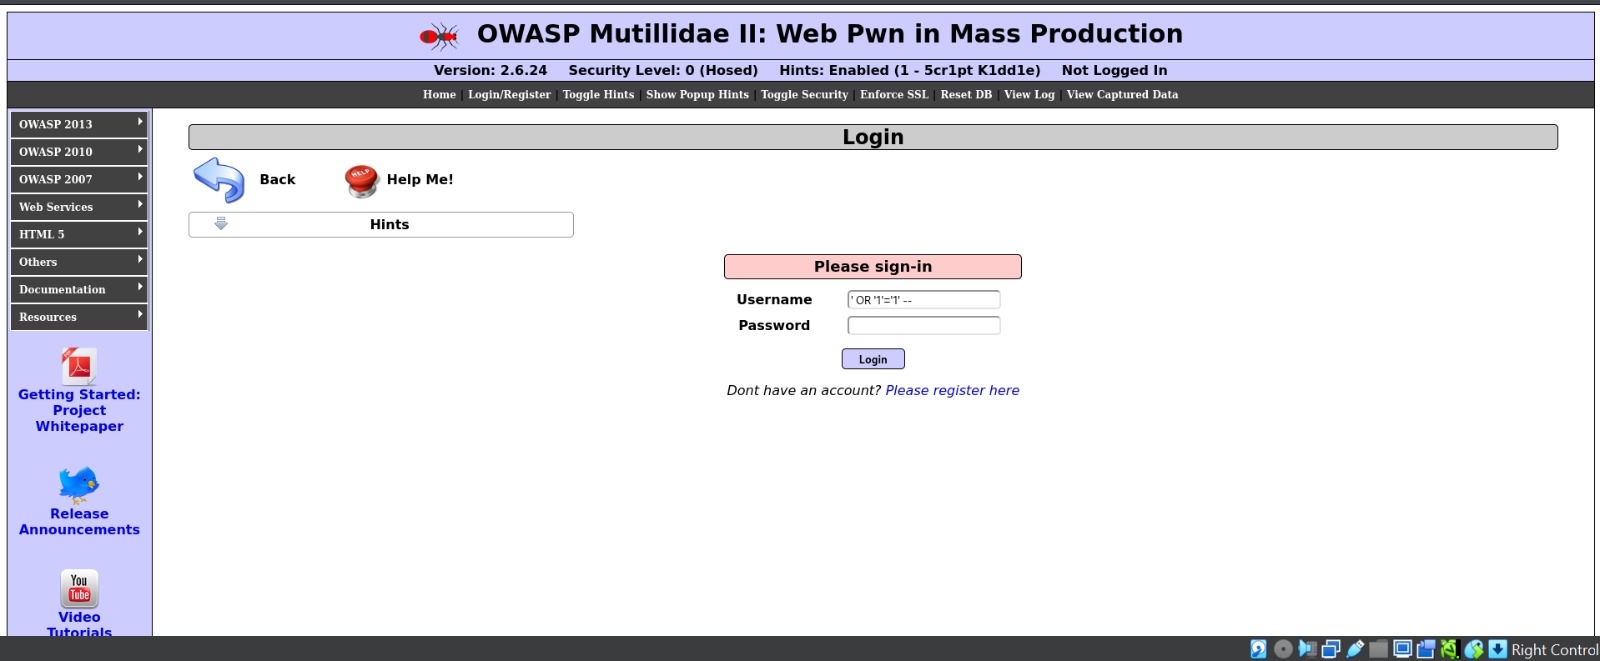 OWASP Mutillidae II: Web Pwn in Mass Production
Version: 2.6.24 Security Level: 0 (Hosed) Hints: Enabled (1 - 5cr1pt K1dd1e) Not Logged In
Home | Login/Register | Toggle Hints | Show Popup Hints | Toggle Security | Enforce SSL | Reset DB | View Log | View Captured Data
OWASP 2013
OWASP 2010
OWASP 2007
Web Services
HTML 5
Others
Documentation
Resources
Getting Started:
Project
Whitepaper
Release
Announcements
You
Tube
Video
Tutorials
Login
Back
HELP
Help Me!
Hints
Please sign-in
Username ' OR '1'='1' --
Password
Login
Dont have an account? Please register here
Right Control